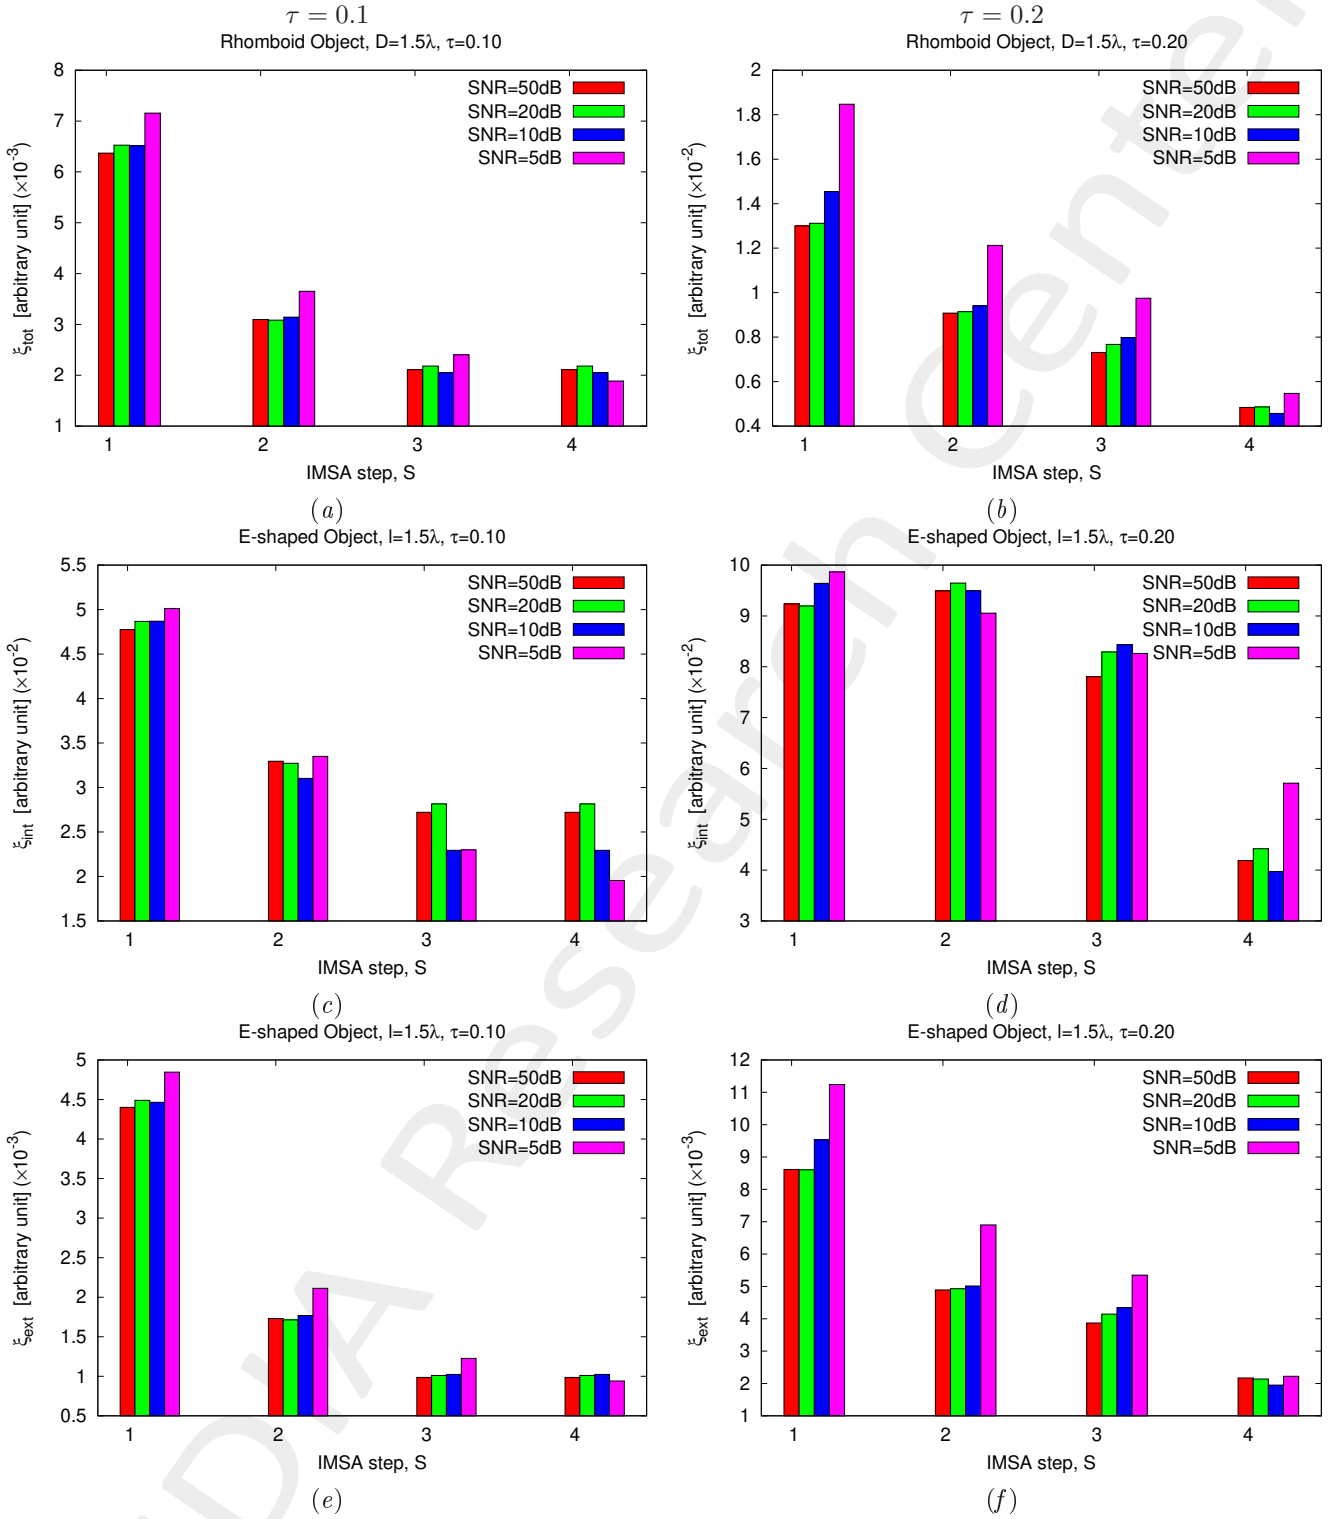 τ = 0.1
τ = 0.2
Rhomboid Object, D=1.5λ, τ=0.10
ξtot [arbitrary unit] (×10-3)
8
7
6
5
4
3
2
1
SNR=50dB
SNR=20dB
SNR=10dB
SNR=5dB
1 2 3 4
IMSA step, S
(a)
Rhomboid Object, D=1.5λ, τ=0.20
ξtot [arbitrary unit] (×10-2)
2
1.8
1.6
1.4
1.2
1
0.8
0.6
0.4
SNR=50dB
SNR=20dB
SNR=10dB
SNR=5dB
1 2 3 4
IMSA step, S
(b)
E-shaped Object, l=1.5λ, τ=0.10
ξint [arbitrary unit] (×10-2)
5.5
5
4.5
4
3.5
3
2.5
2
1.5
SNR=50dB
SNR=20dB
SNR=10dB
SNR=5dB
1 2 3 4
IMSA step, S
(c)
E-shaped Object, l=1.5λ, τ=0.20
ξint [arbitrary unit] (×10-2)
10
9
8
7
6
5
4
3
SNR=50dB
SNR=20dB
SNR=10dB
SNR=5dB
1 2 3 4
IMSA step, S
(d)
E-shaped Object, l=1.5λ, τ=0.10
ξext [arbitrary unit] (×10-3)
5
4.5
4
3.5
3
2.5
2
1.5
1
0.5
SNR=50dB
SNR=20dB
SNR=10dB
SNR=5dB
1 2 3 4
IMSA step, S
(e)
E-shaped Object, l=1.5λ, τ=0.20
ξext [arbitrary unit] (×10-3)
12
11
10
9
8
7
6
5
4
3
2
1
SNR=50dB
SNR=20dB
SNR=10dB
SNR=5dB
1 2 3 4
IMSA step, S
(f)
DIA Research Center